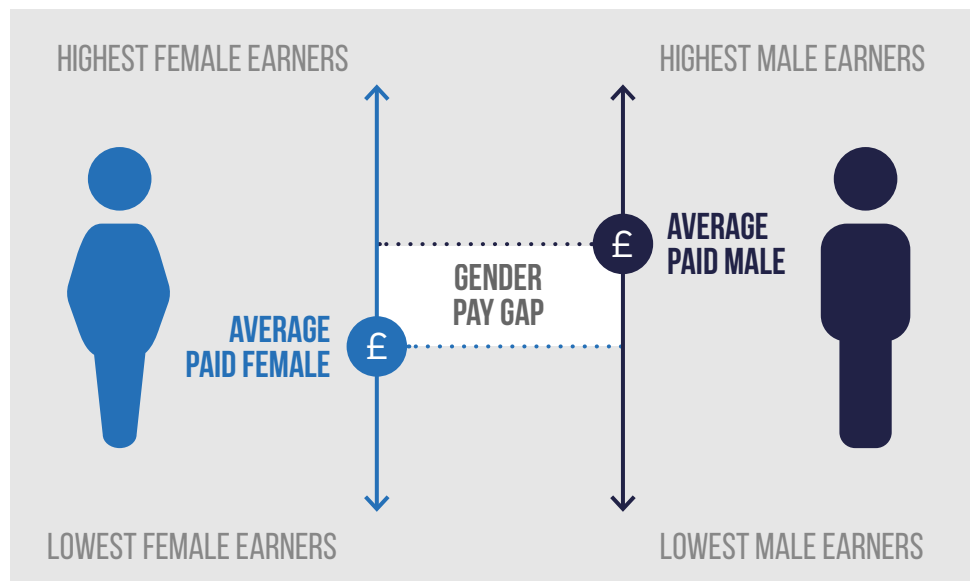 HIGHEST FEMALE EARNERS
HIGHEST MALE EARNERS
£
AVERAGE
PAID MALE
GENDER
PAY GAP
AVERAGE
PAID FEMALE
£
LOWEST FEMALE EARNERS
LOWEST MALE EARNERS